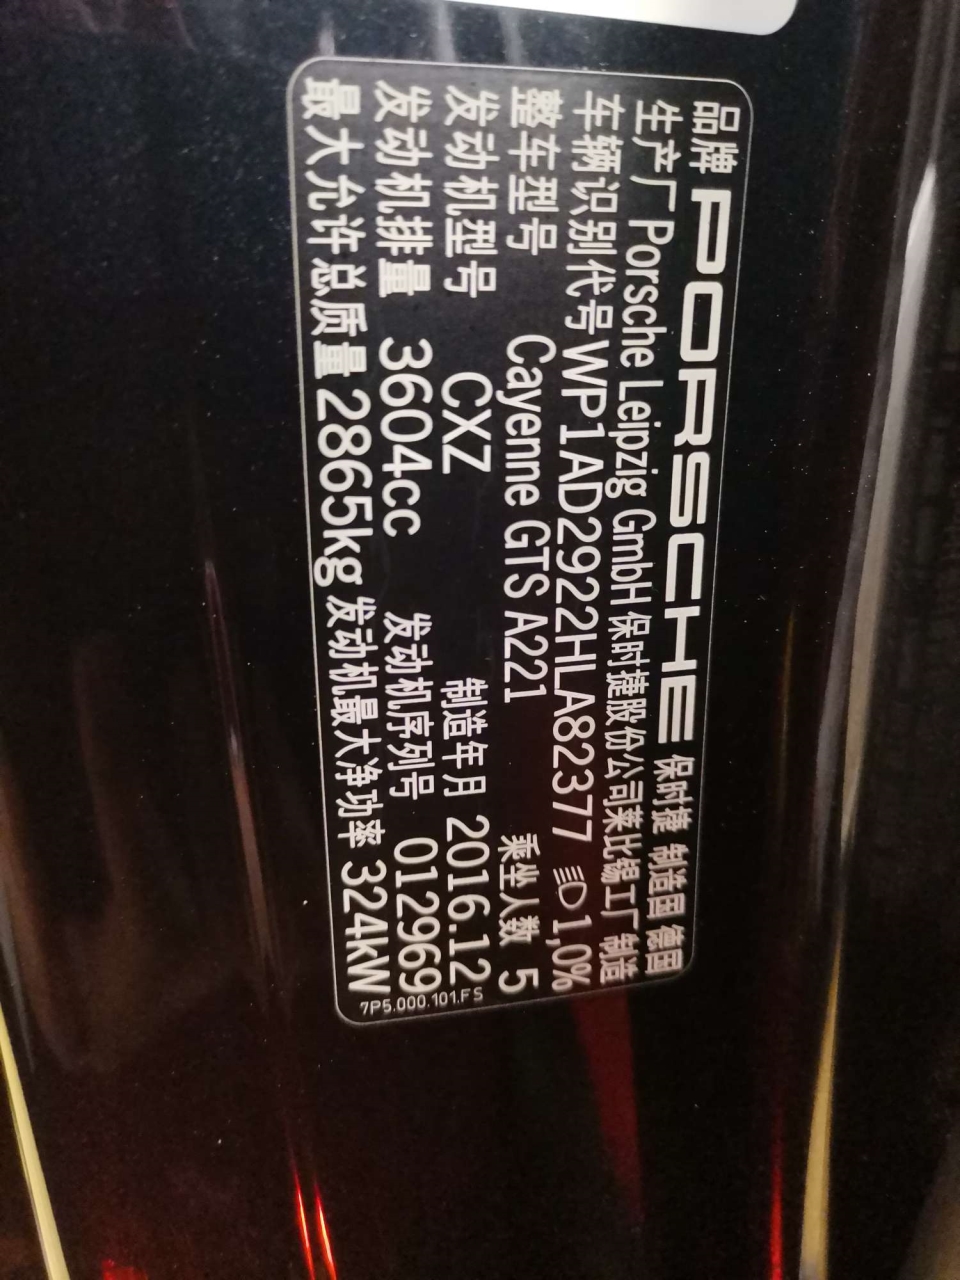 品牌 PORSCHE 保时捷 制造国 德国
生产厂 Porsche Leipzig GmbH 保时捷股份公司莱比锡工厂 制造
车辆识别代号 WP1AD2922HLA82377 1,0%
整车型号 Cayenne GTS A221 乘坐人数 5
发动机型号 CXZ 制造年月 2016.12
发动机排量 3604cc 发动机序列号 012969
最大允许总质量 2865kg 发动机最大净功率 324kW
7P5.000.101.FS